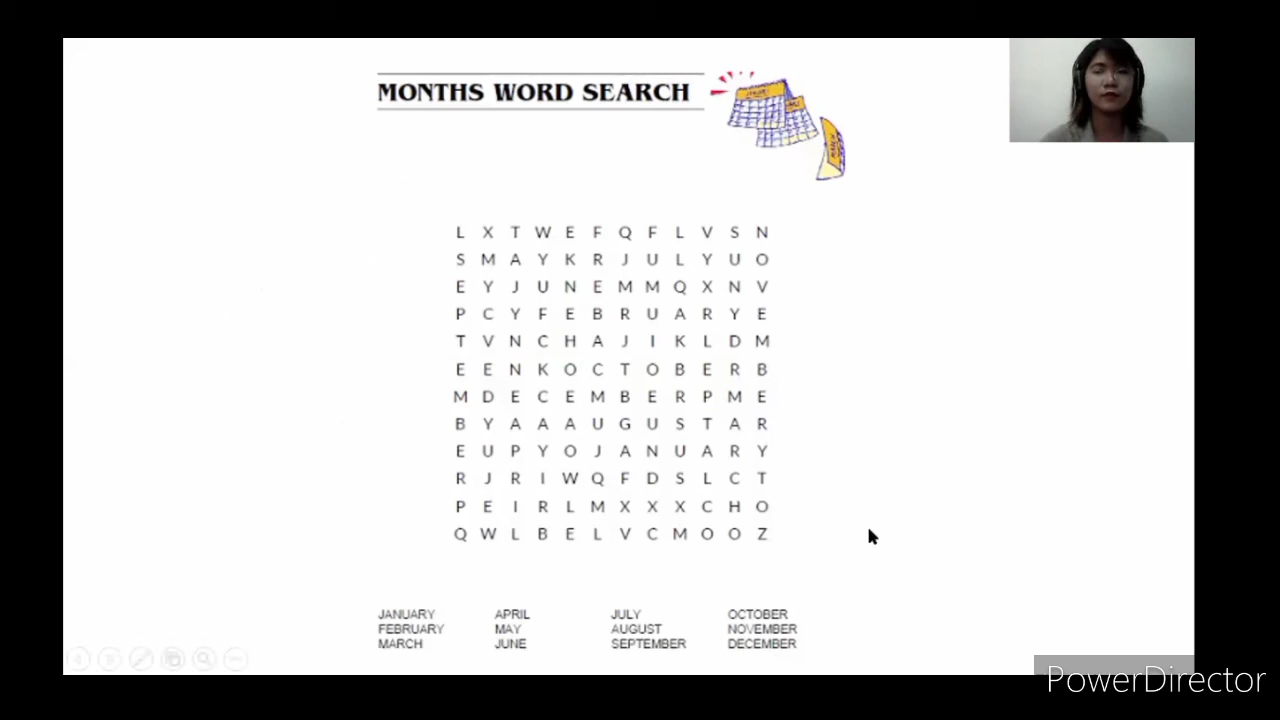 MONTHS WORD SEARCH
L X T W E F Q F L V S N
S M A Y K R J U L Y U O
E Y J U N E M M Q X N V
P C Y F E B R U A R Y E
T V N C H A J I K L D M
E E N K O C T O B E R B
M D E C E M B E R P M E
B Y A A A U G U S T A R
E U P Y O J A N U A R Y
R J R I W Q F D S L C T
P E I R L M X X X C H O
Q W L B E L V C M O O Z
JANUARY APRIL JULY OCTOBER
FEBRUARY MAY AUGUST NOVEMBER
MARCH JUNE SEPTEMBER DECEMBER
PowerDirector